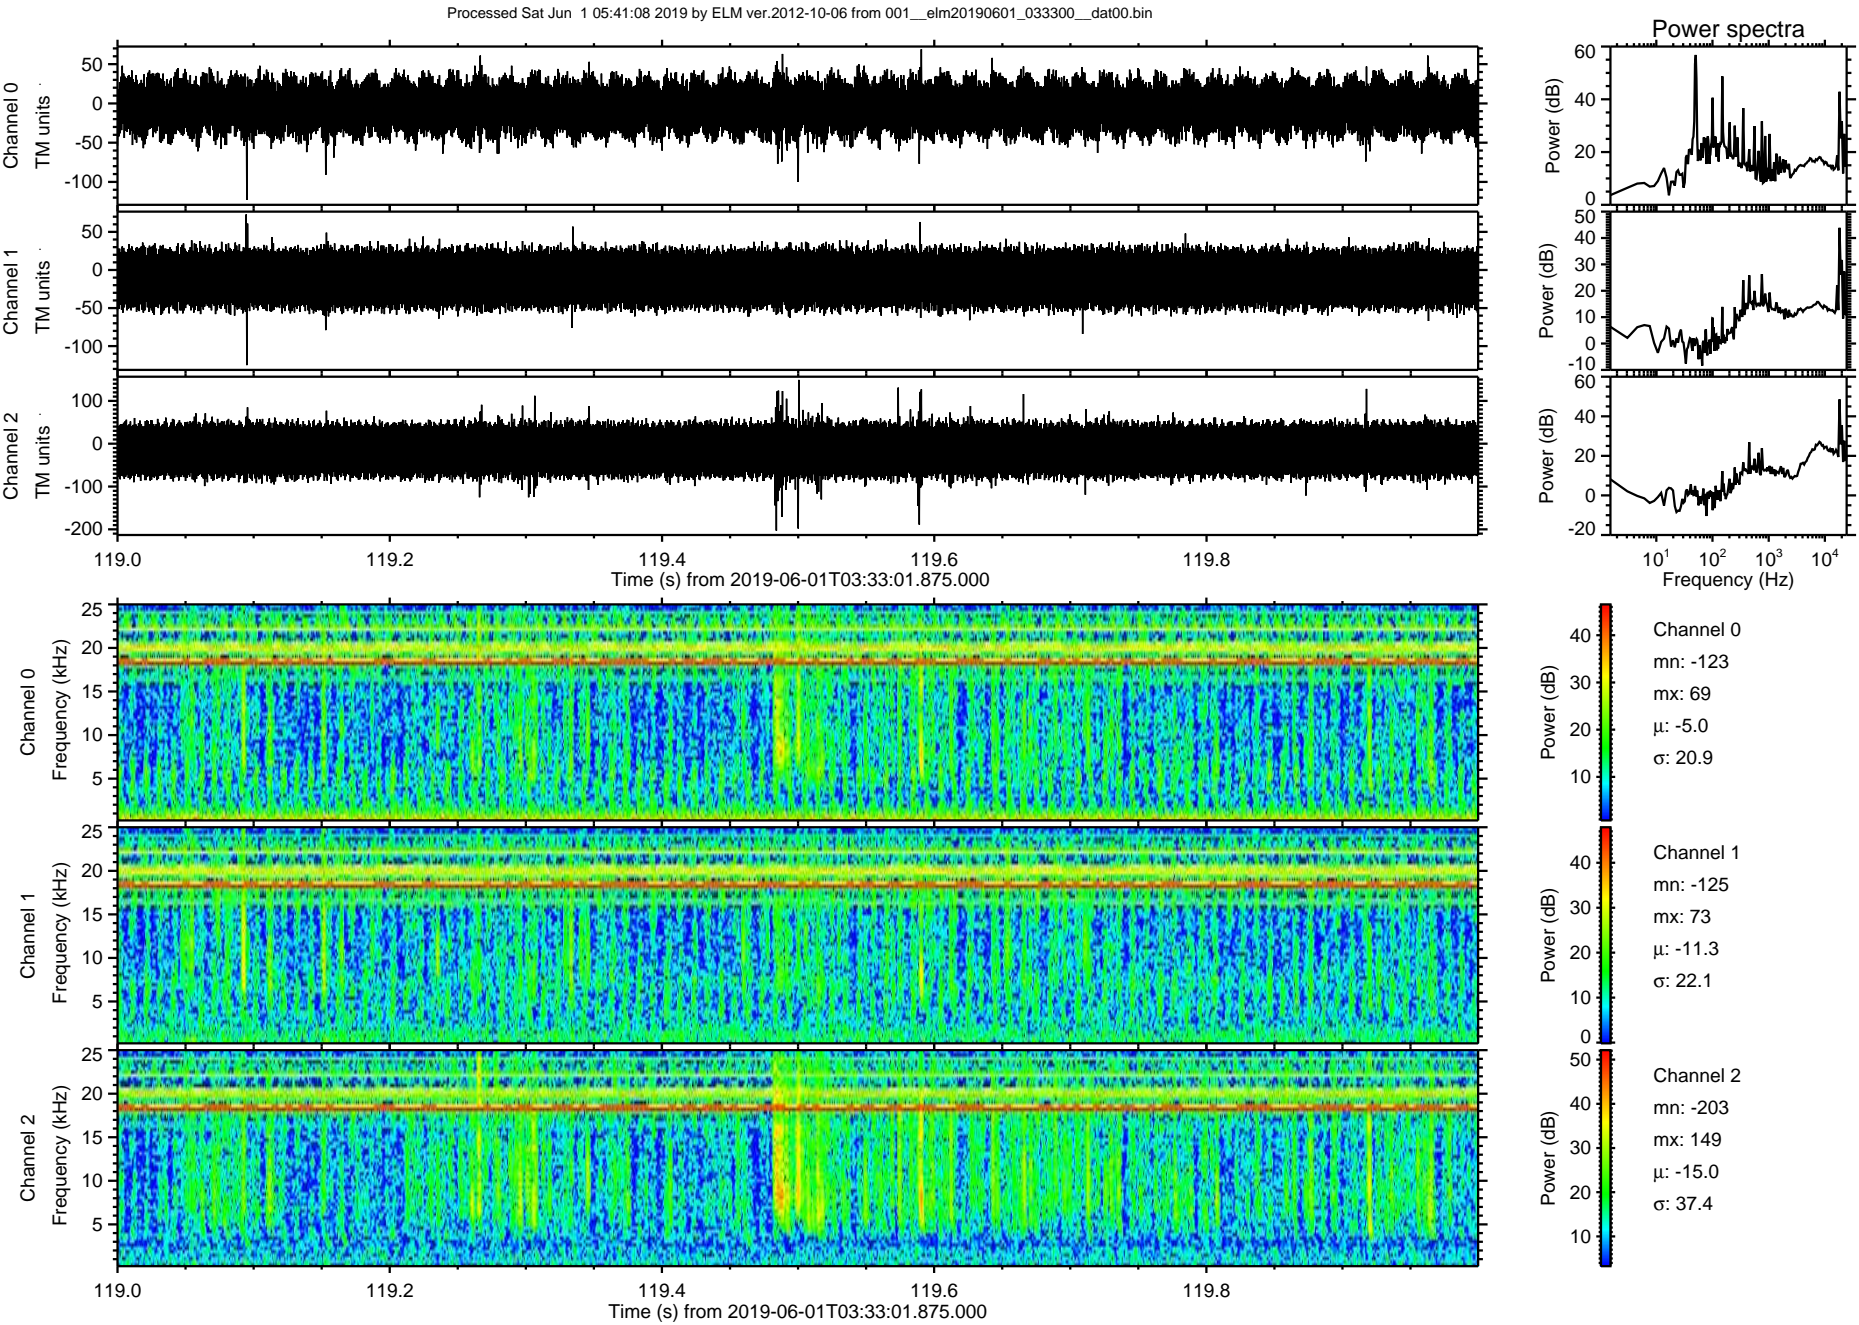 Processed Sat Jun  1 05:41:08 2019 by ELM ver.2012-10-06 from 001__elm20190601_033300__dat00.bin
Power spectra
Channel 0
TM units
50
0
-50
-100
Power (dB)
60
40
20
0
Channel 1
TM units
50
0
-50
-100
Power (dB)
50
40
30
20
10
0
-10
Channel 2
TM units
100
0
-100
-200
Power (dB)
60
40
20
0
-20
119.0 119.2 119.4 119.6 119.8
Time (s) from 2019-06-01T03:33:01.875.000
10¹ 10² 10³ 10⁴
Frequency (Hz)
Channel 0
Frequency (kHz)
25
20
15
10
5
Power (dB)
40
30
20
10
Channel 0
mn: -123
mx: 69
μ: -5.0
σ: 20.9
Channel 1
Frequency (kHz)
25
20
15
10
5
Power (dB)
40
30
20
10
0
Channel 1
mn: -125
mx: 73
μ: -11.3
σ: 22.1
Channel 2
Frequency (kHz)
25
20
15
10
5
Power (dB)
50
40
30
20
10
Channel 2
mn: -203
mx: 149
μ: -15.0
σ: 37.4
119.0 119.2 119.4 119.6 119.8
Time (s) from 2019-06-01T03:33:01.875.000